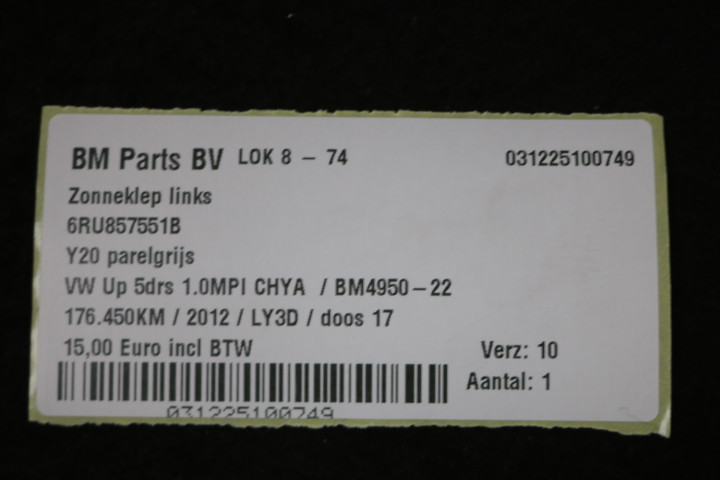 BM Parts BV LOK 8 - 74 031225100749
Zonneklep links
6RU857551B
Y20 parelgrijs
VW Up 5drs 1.0MPI CHYA / BM4950-22
176.450KM / 2012 / LY3D / doos 17
15,00 Euro incl BTW Verz: 10
Aantal: 1
031225100749